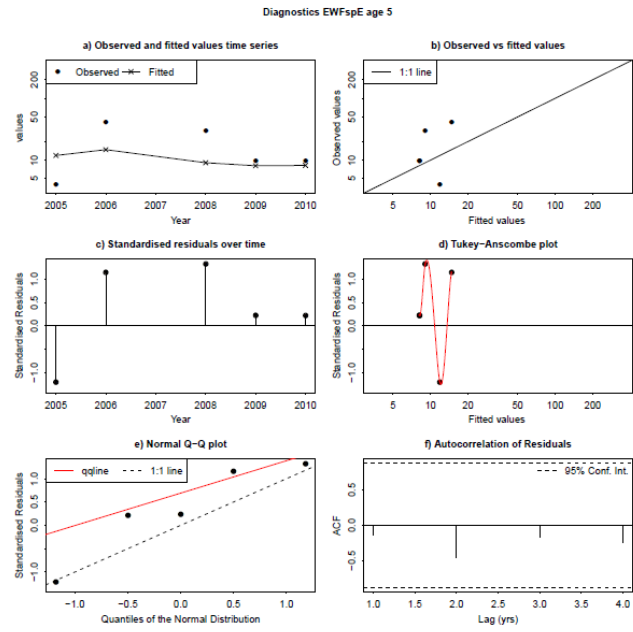 Diagnostics EWFspE age 5
a) Observed and fitted values time series
Observed Fitted
values
200
50
10
5
2005 2006 2007 2008 2009 2010
Year
b) Observed vs fitted values
1:1 line
Observed values
200
50
10
5
5 10 20 50 200
Fitted values
c) Standardised residuals over time
Standardised Residuals
1.0
0.5
0.0
−1.0
2005 2006 2007 2008 2009 2010
Year
d) Tukey−Anscombe plot
Standardised Residuals
1.0
0.5
0.0
−1.0
5 10 20 50 200
Fitted values
e) Normal Q−Q plot
qqline 1:1 line
Standardised Residuals
1.0
0.5
0.0
−1.0
−1.0 −0.5 0.0 0.5 1.0
Quantiles of the Normal Distribution
f) Autocorrelation of Residuals
95% Conf. Int.
ACF
0.5
0.0
−0.5
1.0 1.5 2.0 2.5 3.0 3.5 4.0
Lag (yrs)